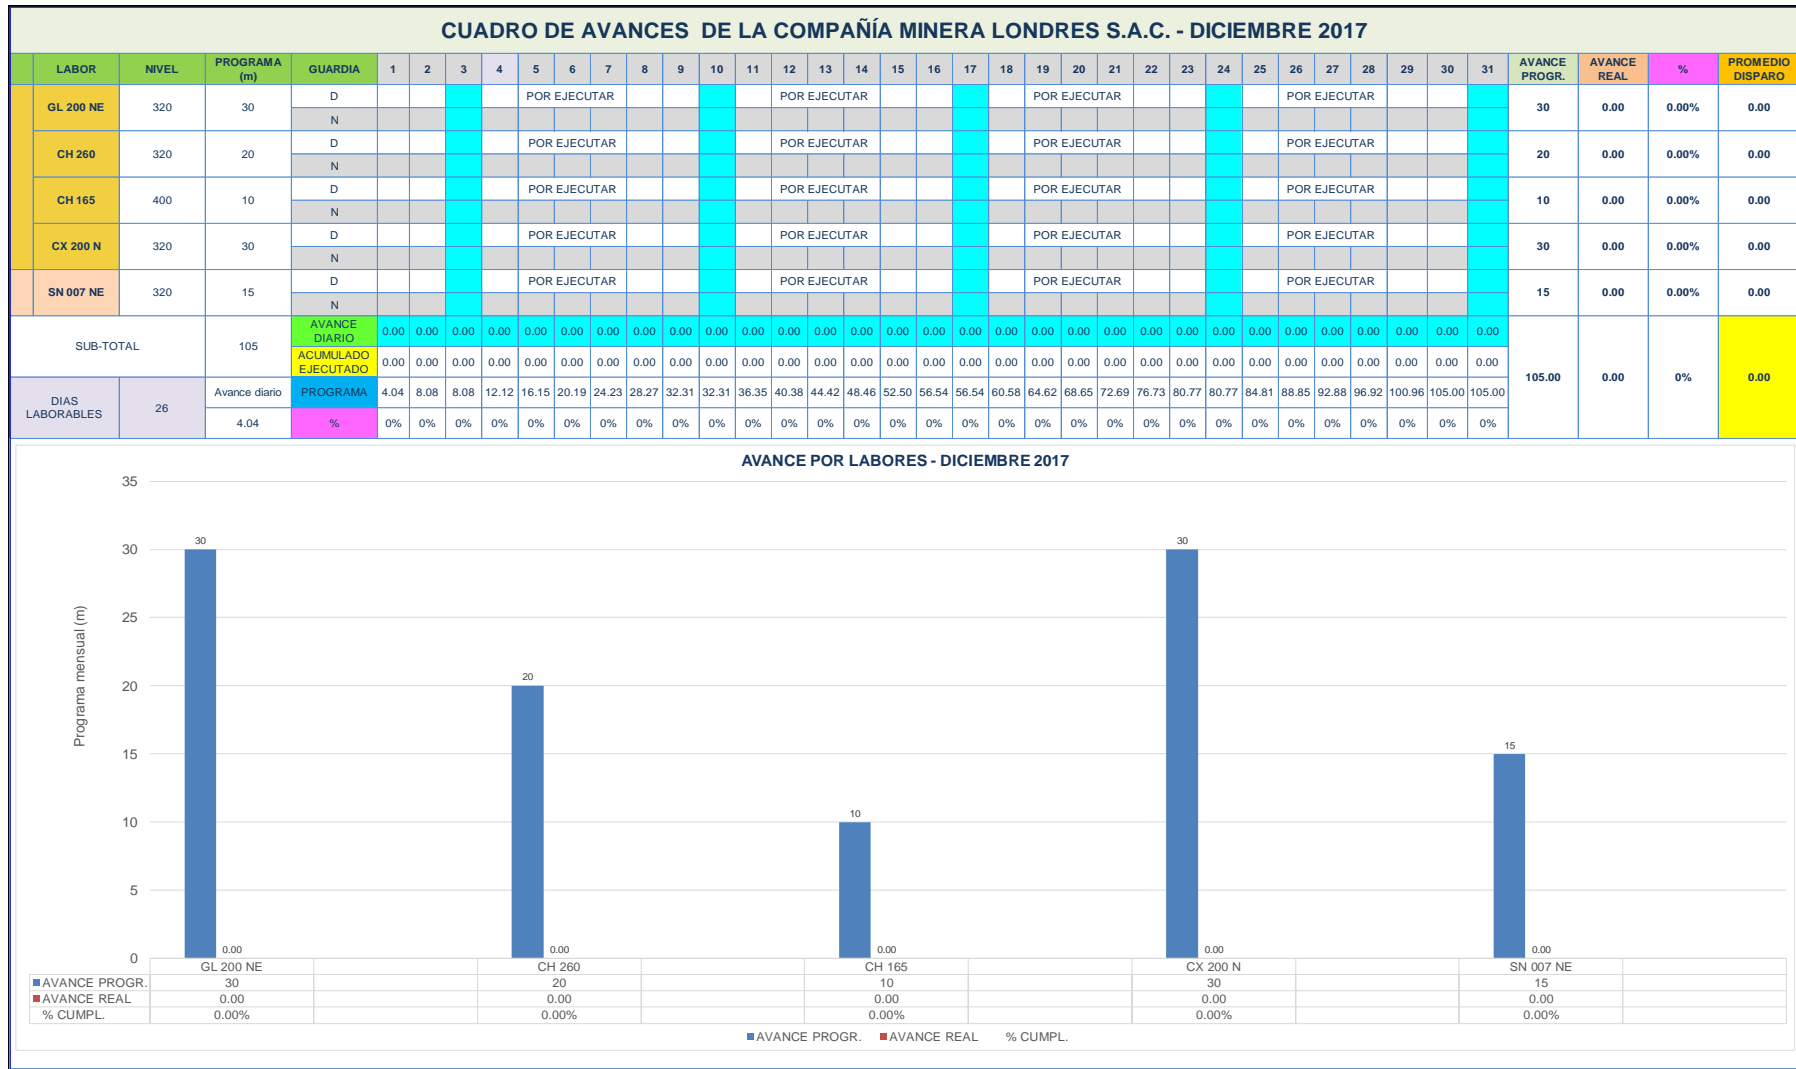 CUADRO DE AVANCES DE LA COMPAÑÍA MINERA LONDRES S.A.C. - DICIEMBRE 2017
LABOR NIVEL PROGRAMA (m) GUARDIA 1 2 3 4 5 6 7 8 9 10 11 12 13 14 15 16 17 18 19 20 21 22 23 24 25 26 27 28 29 30 31 AVANCE PROGR. AVANCE REAL % PROMEDIO DISPARO
GL 200 NE 320 30 D POR EJECUTAR POR EJECUTAR POR EJECUTAR POR EJECUTAR 30 0.00 0.00% 0.00
N
CH 260 320 20 D POR EJECUTAR POR EJECUTAR POR EJECUTAR POR EJECUTAR 20 0.00 0.00% 0.00
N
CH 165 400 10 D POR EJECUTAR POR EJECUTAR POR EJECUTAR POR EJECUTAR 10 0.00 0.00% 0.00
N
CX 200 N 320 30 D POR EJECUTAR POR EJECUTAR POR EJECUTAR POR EJECUTAR 30 0.00 0.00% 0.00
N
SN 007 NE 320 15 D POR EJECUTAR POR EJECUTAR POR EJECUTAR POR EJECUTAR 15 0.00 0.00% 0.00
N
SUB-TOTAL 105 AVANCE DIARIO 0.00 0.00 0.00 0.00 0.00 0.00 0.00 0.00 0.00 0.00 0.00 0.00 0.00 0.00 0.00 0.00 0.00 0.00 0.00 0.00 0.00 0.00 0.00 0.00 0.00 0.00 0.00 0.00 0.00 0.00 0.00 105.00 0.00 0% 0.00
ACUMULADO EJECUTADO 0.00 0.00 0.00 0.00 0.00 0.00 0.00 0.00 0.00 0.00 0.00 0.00 0.00 0.00 0.00 0.00 0.00 0.00 0.00 0.00 0.00 0.00 0.00 0.00 0.00 0.00 0.00 0.00 0.00 0.00 0.00
DIAS LABORABLES 26 Avance diario PROGRAMA 4.04 8.08 8.08 12.12 16.15 20.19 24.23 28.27 32.31 32.31 36.35 40.38 44.42 48.46 52.50 56.54 56.54 60.58 64.62 68.65 72.69 76.73 80.77 80.77 84.81 88.85 92.88 96.92 100.96 105.00 105.00
4.04 % 0% 0% 0% 0% 0% 0% 0% 0% 0% 0% 0% 0% 0% 0% 0% 0% 0% 0% 0% 0% 0% 0% 0% 0% 0% 0% 0% 0% 0% 0% 0%
AVANCE POR LABORES - DICIEMBRE 2017
Programa mensual (m)
35
30
25
20
15
10
5
0
30 0.00
20 0.00
10 0.00
30 0.00
15 0.00
GL 200 NE CH 260 CH 165 CX 200 N SN 007 NE
AVANCE PROGR. 30 20 10 30 15
AVANCE REAL 0.00 0.00 0.00 0.00 0.00
% CUMPL. 0.00% 0.00% 0.00% 0.00% 0.00%
AVANCE PROGR. AVANCE REAL % CUMPL.